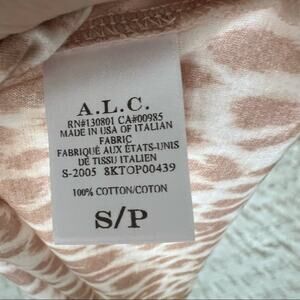 A.L.C.
RN#130801 CA#00985
MADE IN USA OF ITALIAN
FABRIC
FABRIQUÉ AUX ÉTATS-UNIS
DE TISSU ITALIEN
S-2005 8KTOP00439
100% COTTON/COTON
S/P